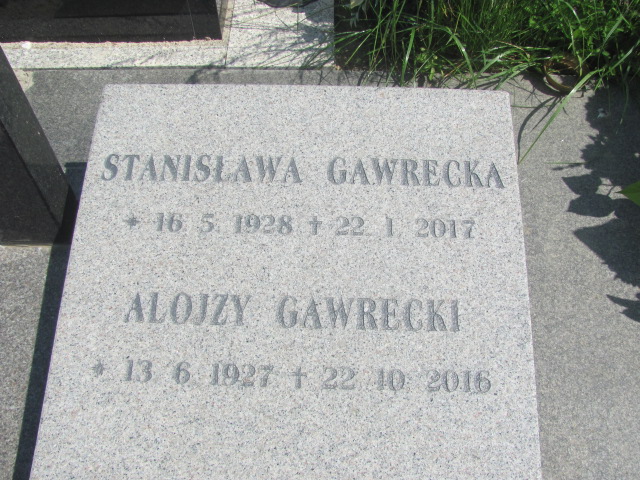 STANISŁAWA GAWRECKA
* 16 5 1928 † 22 1 2017
ALOJZY GAWRECKI
* 13 6 1927 † 22 10 2016